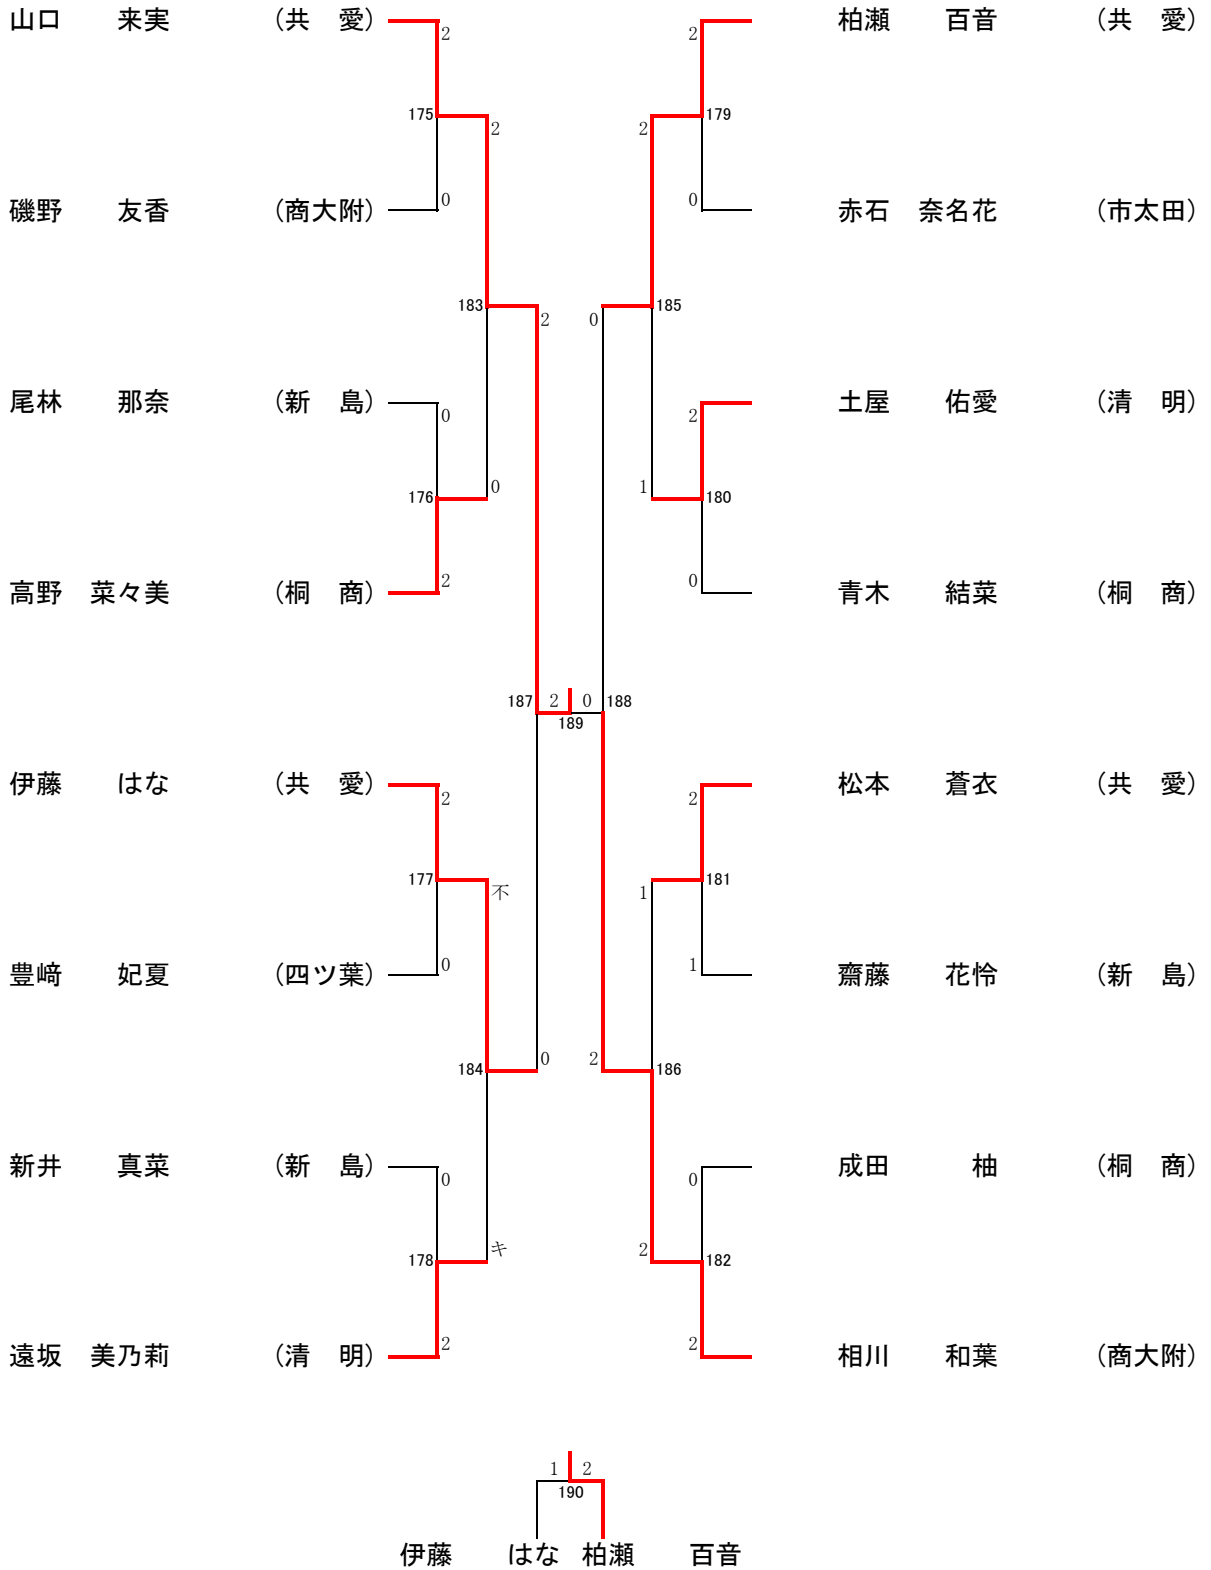 山口 来実 (共 愛) 2 2 柏瀬 百音 (共 愛)
175 2 2 179
磯野 友香 (商大附) 0 0 赤石 奈名花 (市太田)
183 2 0 185
尾林 那奈 (新 島) 0 2 土屋 佑愛 (清 明)
176 0 1 180
高野 菜々美 (桐 商) 2 0 青木 結菜 (桐 商)
187 2 0 188
189
伊藤 はな (共 愛) 2 2 松本 蒼衣 (共 愛)
177 不 1 181
豊﨑 妃夏 (四ツ葉) 0 1 齋藤 花怜 (新 島)
184 0 2 186
新井 真菜 (新 島) 0 0 成田 柚 (桐 商)
178 キ 2 182
遠坂 美乃莉 (清 明) 2 2 相川 和葉 (商大附)
1 2
190
伊藤 はな 柏瀬 百音